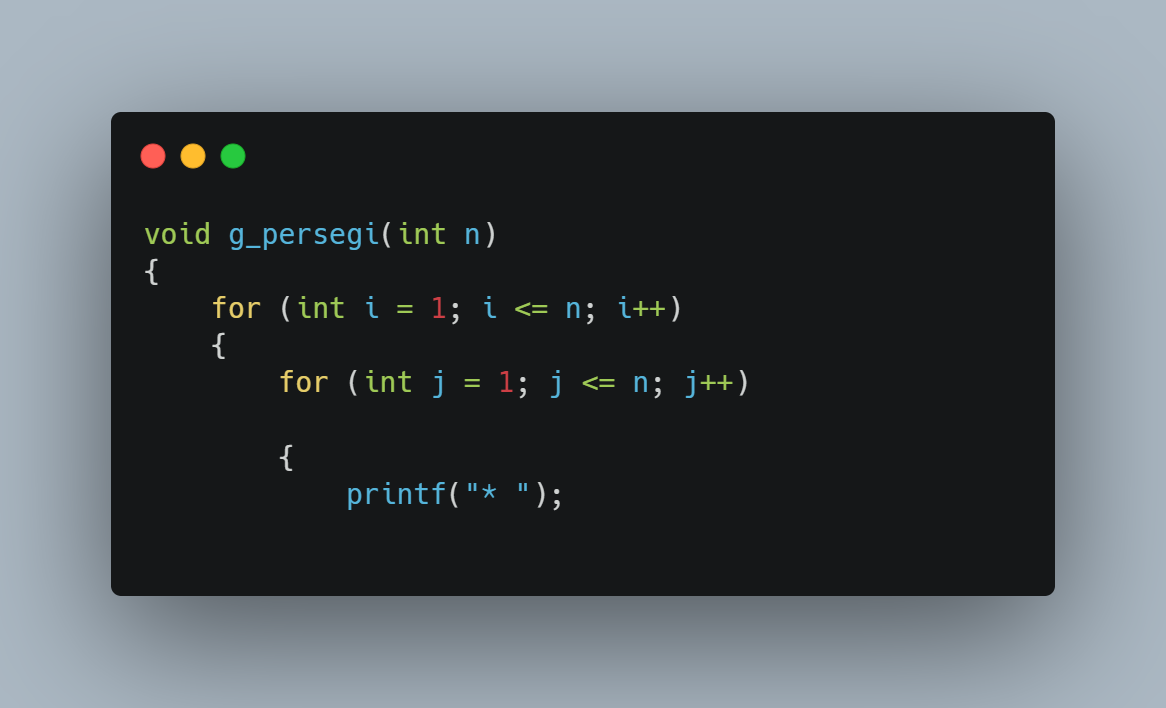 void g_persegi(int n)
{
    for (int i = 1; i <= n; i++)
    {
        for (int j = 1; j <= n; j++)

        {
            printf("* ");